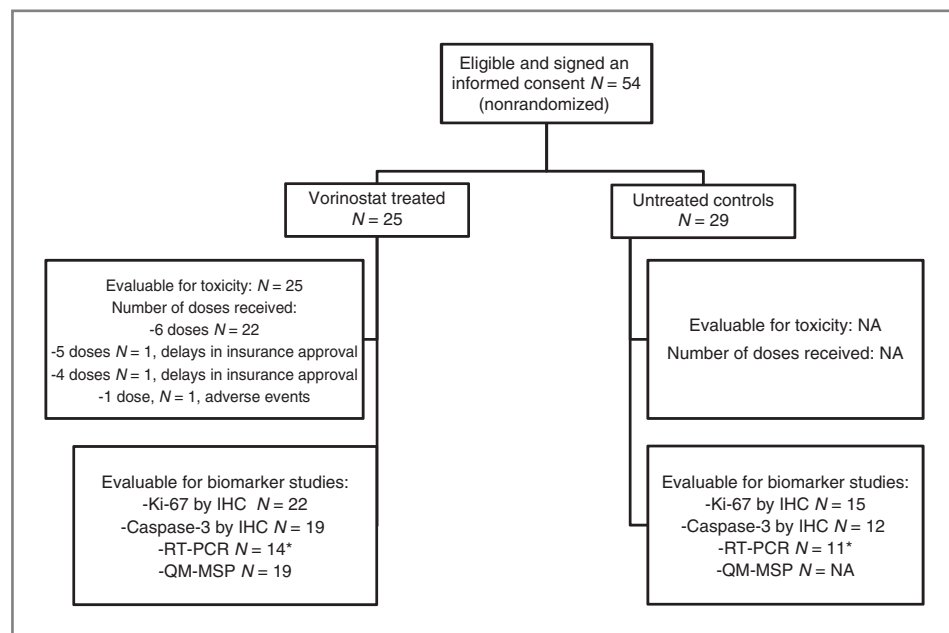 Eligible and signed an
informed consent N = 54
(nonrandomized)
Vorinostat treated
N = 25
Untreated controls
N = 29
Evaluable for toxicity: N = 25
Number of doses received:
-6 doses N = 22
-5 doses N = 1, delays in insurance approval
-4 doses N = 1, delays in insurance approval
-1 dose, N = 1, adverse events
Evaluable for toxicity: NA
Number of doses received: NA
Evaluable for biomarker studies:
-Ki-67 by IHC N = 22
-Caspase-3 by IHC N = 19
-RT-PCR N = 14*
-QM-MSP N = 19
Evaluable for biomarker studies:
-Ki-67 by IHC N = 15
-Caspase-3 by IHC N = 12
-RT-PCR N = 11*
-QM-MSP N = NA